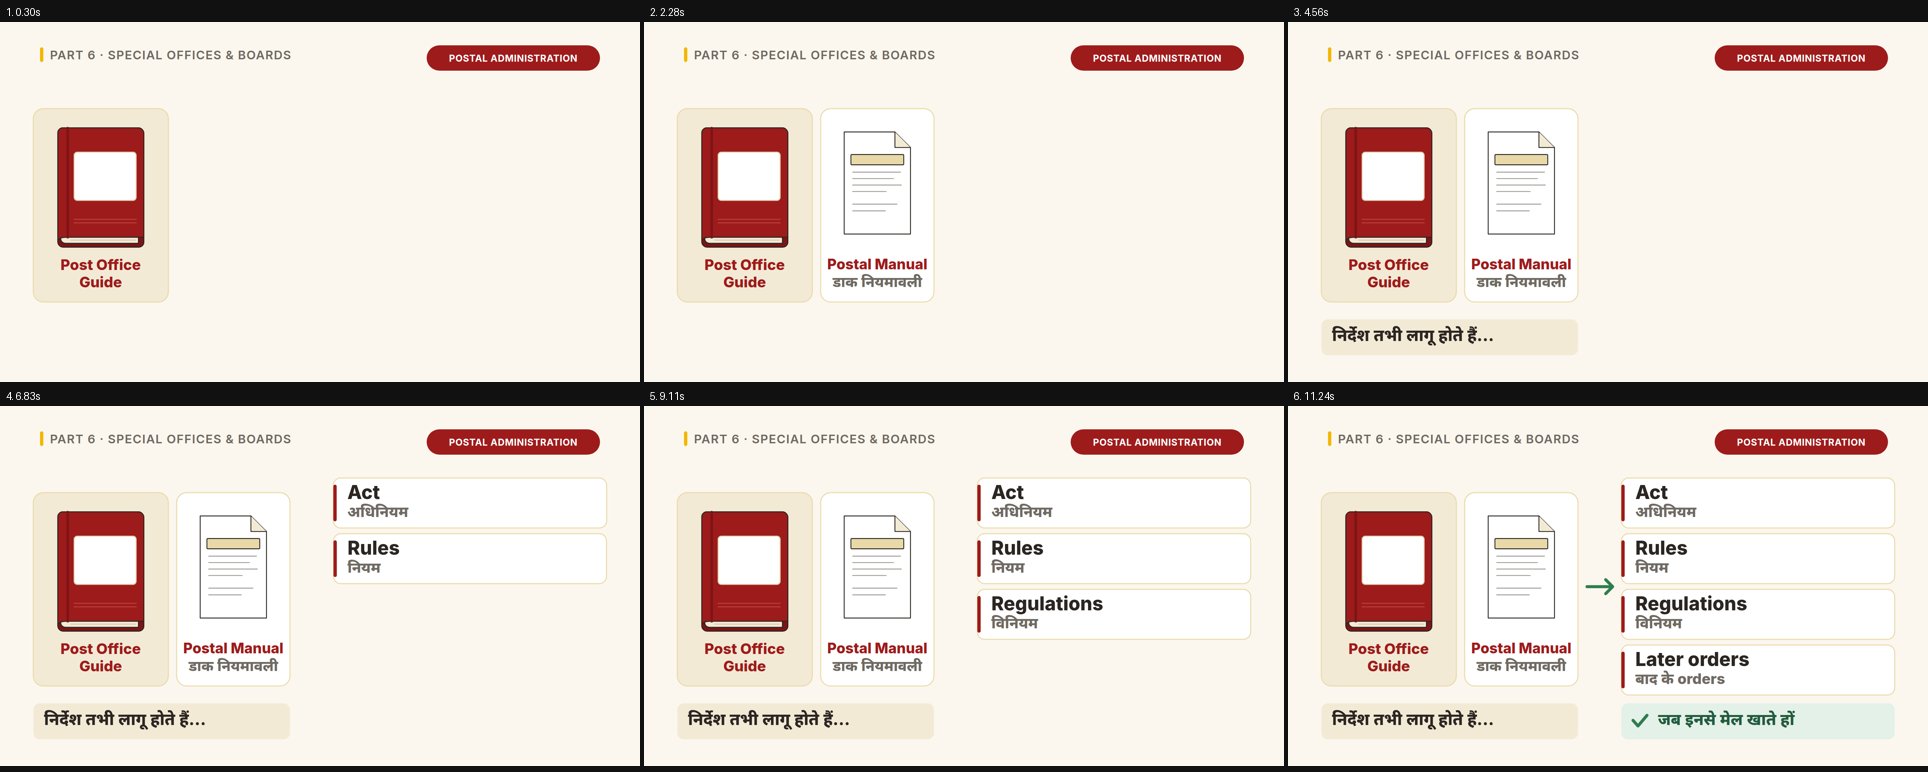 1. 0.30s
PART 6 · SPECIAL OFFICES & BOARDS
POSTAL ADMINISTRATION
Post Office
Guide
2. 2.28s
PART 6 · SPECIAL OFFICES & BOARDS
POSTAL ADMINISTRATION
Post Office
Guide
Postal Manual
डाक नियमावली
3. 4.56s
PART 6 · SPECIAL OFFICES & BOARDS
POSTAL ADMINISTRATION
Post Office
Guide
Postal Manual
डाक नियमावली
निर्देश तभी लागू होते हैं...
4. 6.83s
PART 6 · SPECIAL OFFICES & BOARDS
POSTAL ADMINISTRATION
Post Office
Guide
Postal Manual
डाक नियमावली
निर्देश तभी लागू होते हैं...
Act
अधिनियम
Rules
नियम
5. 9.11s
PART 6 · SPECIAL OFFICES & BOARDS
POSTAL ADMINISTRATION
Post Office
Guide
Postal Manual
डाक नियमावली
निर्देश तभी लागू होते हैं...
Act
अधिनियम
Rules
नियम
Regulations
विनियम
6. 11.24s
PART 6 · SPECIAL OFFICES & BOARDS
POSTAL ADMINISTRATION
Post Office
Guide
Postal Manual
डाक नियमावली
निर्देश तभी लागू होते हैं...
Act
अधिनियम
Rules
नियम
Regulations
विनियम
Later orders
बाद के orders
जब इनसे मेल खाते हों